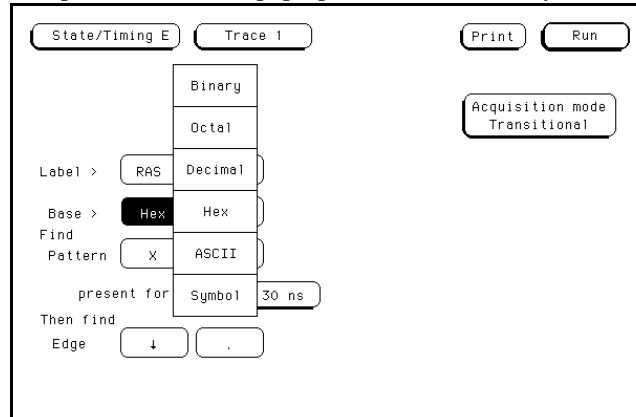 State/Timing E Trace 1 Print Run
Binary
Acquisition mode
Transitional
Octal
Label > RAS Decimal
Base > Hex Hex
Find
Pattern X ASCII
present for Symbol 30 ns
Then find
Edge ↓ .